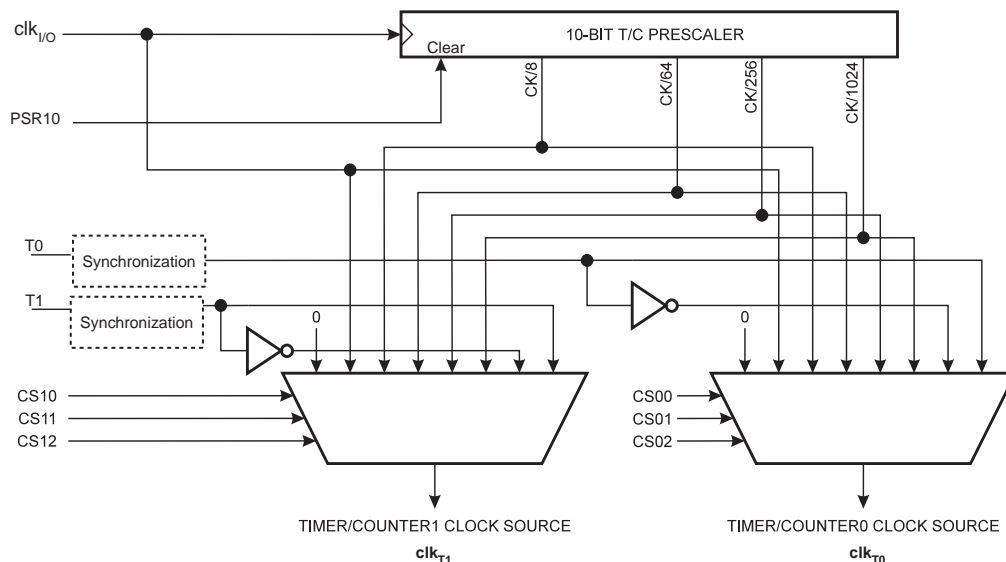 clkI/O
10-BIT T/C PRESCALER
Clear
CK/8
CK/64
CK/256
CK/1024
PSR10
T0
Synchronization
T1
Synchronization
0
0
CS10
CS11
CS12
CS00
CS01
CS02
TIMER/COUNTER1 CLOCK SOURCE
clkT1
TIMER/COUNTER0 CLOCK SOURCE
clkT0